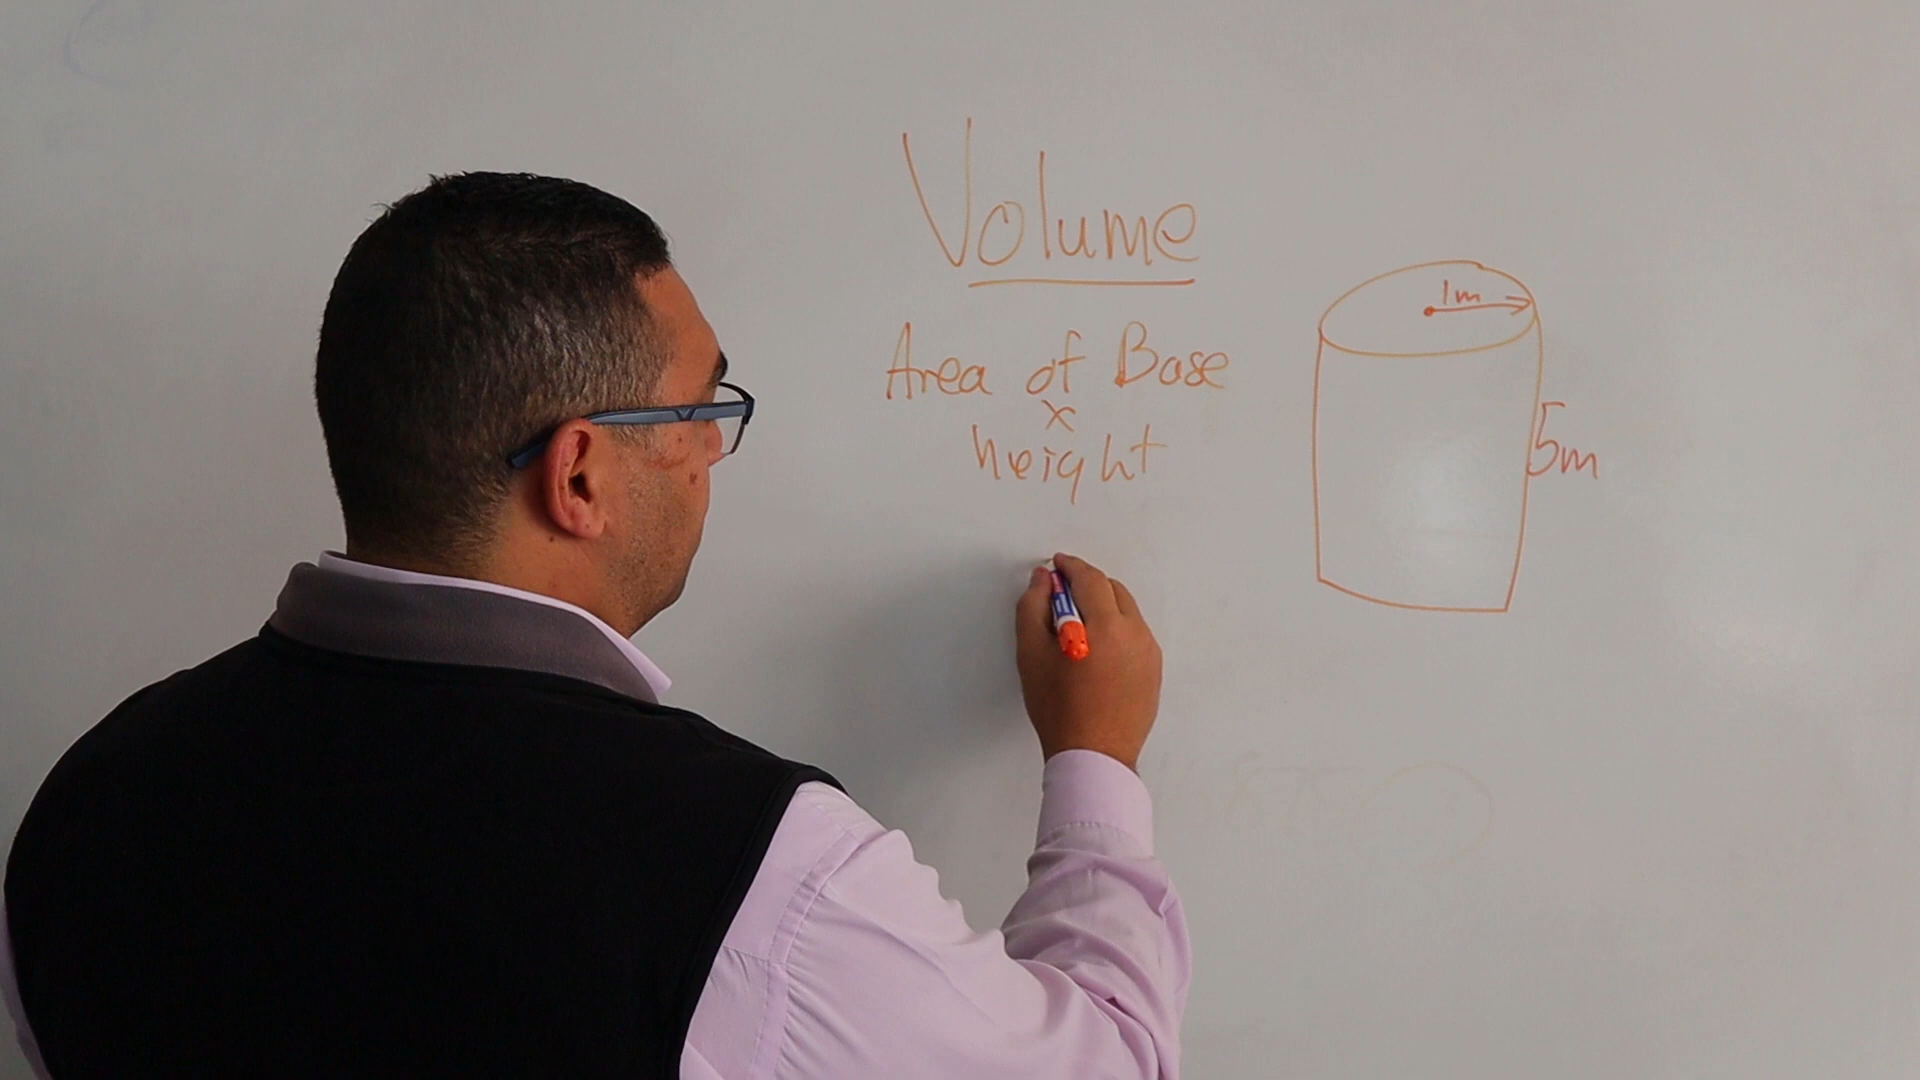 Volume
Area of Base
x
height
1m
5m